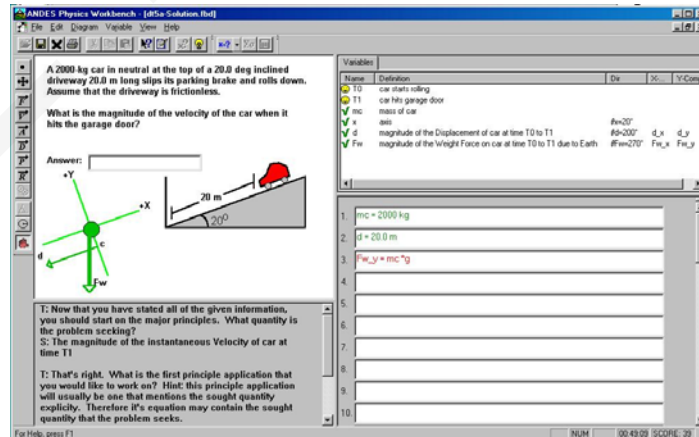 ANDES Physics Workbench - [dt5a-Solution.fbd]
File Edit Diagram Variable View Help
A 2000-kg car in neutral at the top of a 20.0 deg inclined
driveway 20.0 m long slips its parking brake and rolls down.
Assume that the driveway is frictionless.
What is the magnitude of the velocity of the car when it
hits the garage door?
Answer:
+Y
+X
20 m
20⁰
d
c
Fw
T: Now that you have stated all of the given information,
you should start on the major principles. What quantity is
the problem seeking?
S: The magnitude of the instantaneous Velocity of car at
time T1
T: That's right. What is the first principle application that
you would like to work on? Hint: this principle application
will usually be one that mentions the sought quantity
explicity. Therefore it's equation may contain the sought
quantity that the problem seeks.
Variables
Name Definition Dir X-... Y-Com
T0 car starts rolling
T1 car hits garage door
mc mass of car
x axis θx=20°
d magnitude of the Displacement of car at time T0 to T1 θd=200° d_x d_y
Fw magnitude of the Weight Force on car at time T0 to T1 due to Earth θFw=270° Fw_x Fw_y
1. mc = 2000 kg
2. d = 20.0 m
3. Fw_y = mc *g
4.
5.
6.
7.
8.
9.
10.
For Help, press F1
NUM 00:49:09 SCORE: 39